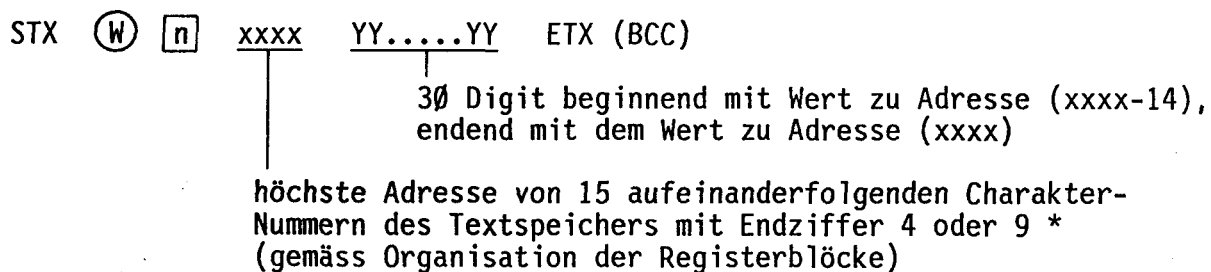 STX W n xxxx YY.....YY ETX (BCC)
3Ø Digit beginnend mit Wert zu Adresse (xxxx-14),
endend mit dem Wert zu Adresse (xxxx)
höchste Adresse von 15 aufeinanderfolgenden Charakter-
Nummern des Textspeichers mit Endziffer 4 oder 9 *
(gemäss Organisation der Registerblöcke)